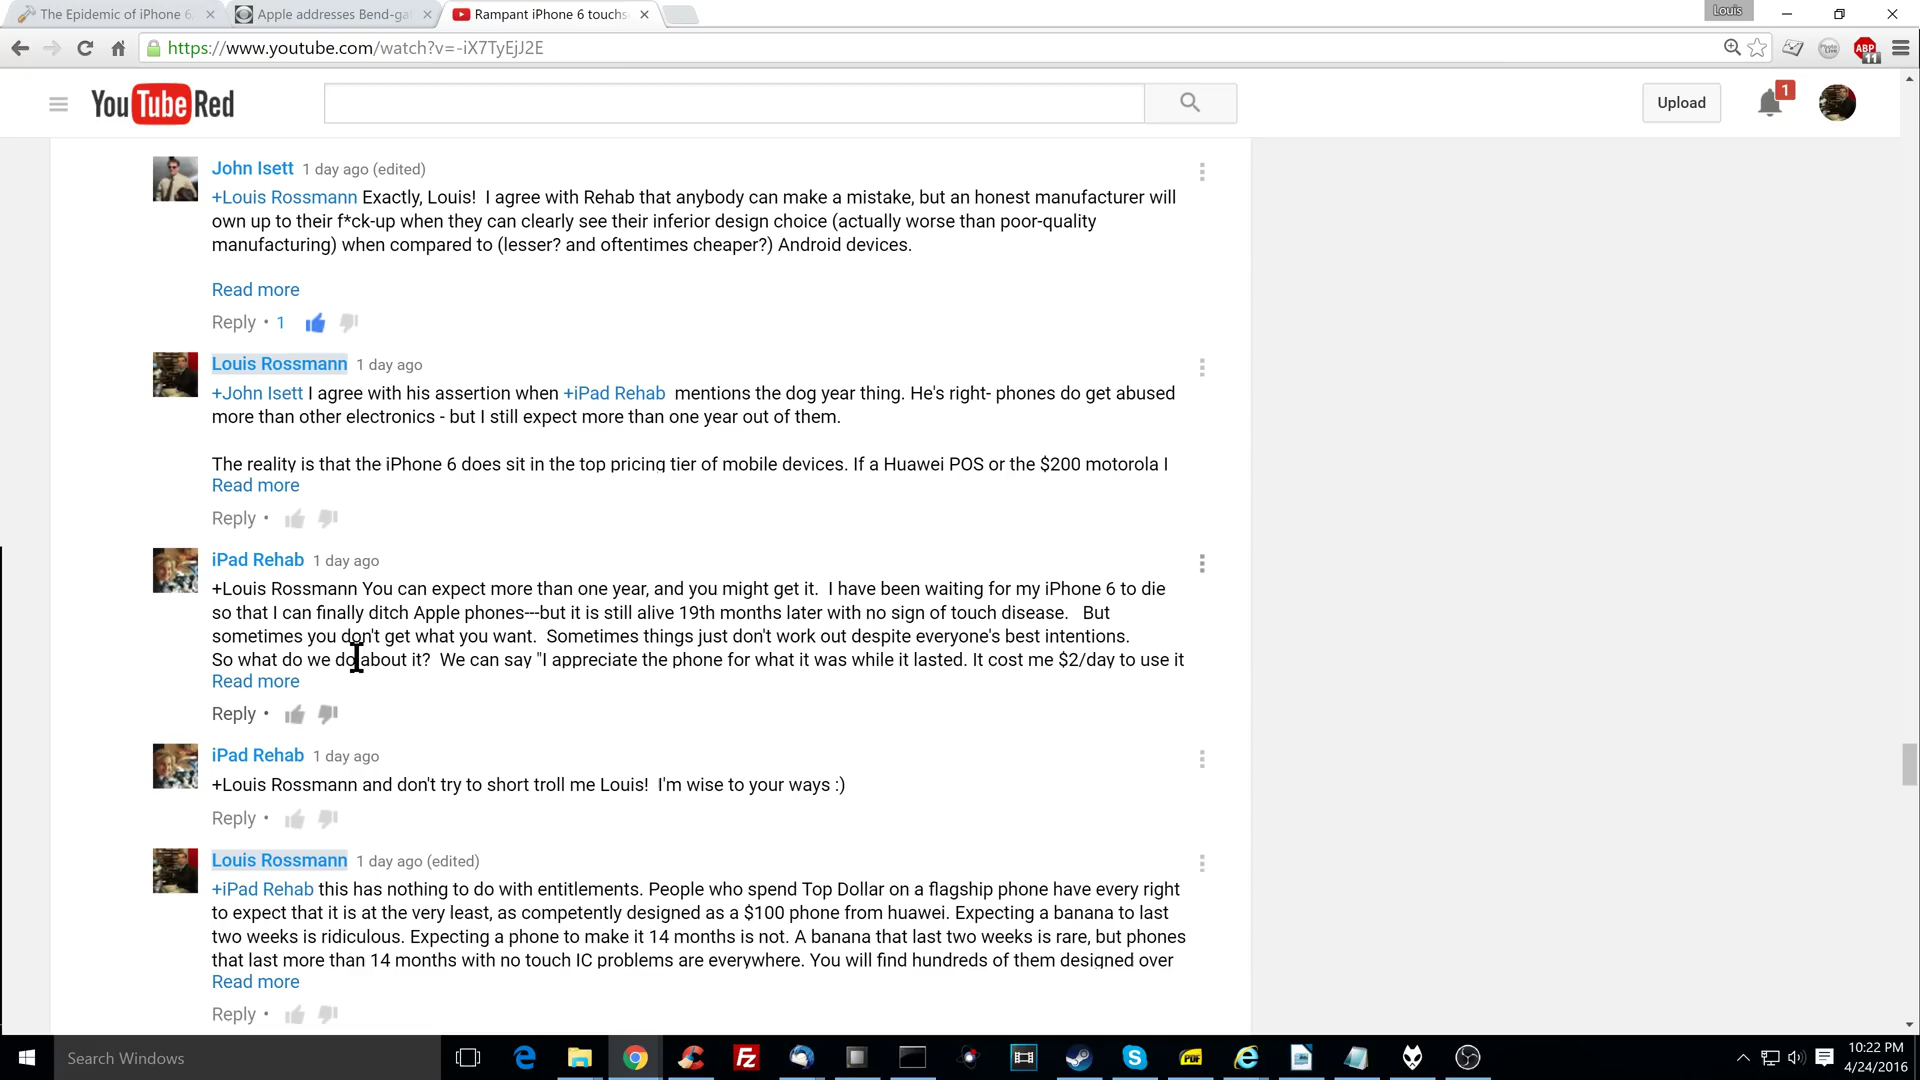 The Epidemic of iPhone 6
Apple addresses Bend-ga
Rampant iPhone 6 touchs
Louis
https://www.youtube.com/watch?v=-iX7TyEjJ2E
ABP
11
YouTube Red
Upload
1
John Isett 1 day ago (edited)
+Louis Rossmann Exactly, Louis!  I agree with Rehab that anybody can make a mistake, but an honest manufacturer will
own up to their f*ck-up when they can clearly see their inferior design choice (actually worse than poor-quality
manufacturing) when compared to (lesser? and oftentimes cheaper?) Android devices.
Read more
Reply • 1
Louis Rossmann 1 day ago
+John Isett I agree with his assertion when +iPad Rehab  mentions the dog year thing. He's right- phones do get abused
more than other electronics - but I still expect more than one year out of them.
The reality is that the iPhone 6 does sit in the top pricing tier of mobile devices. If a Huawei POS or the $200 motorola I
Read more
Reply •
iPad Rehab 1 day ago
+Louis Rossmann You can expect more than one year, and you might get it.  I have been waiting for my iPhone 6 to die
so that I can finally ditch Apple phones---but it is still alive 19th months later with no sign of touch disease.   But
sometimes you don't get what you want.  Sometimes things just don't work out despite everyone's best intentions.
So what do we do about it?  We can say "I appreciate the phone for what it was while it lasted. It cost me $2/day to use it
Read more
Reply •
iPad Rehab 1 day ago
+Louis Rossmann and don't try to short troll me Louis!  I'm wise to your ways :)
Reply •
Louis Rossmann 1 day ago (edited)
+iPad Rehab this has nothing to do with entitlements. People who spend Top Dollar on a flagship phone have every right
to expect that it is at the very least, as competently designed as a $100 phone from huawei. Expecting a banana to last
two weeks is ridiculous. Expecting a phone to make it 14 months is not. A banana that last two weeks is rare, but phones
that last more than 14 months with no touch IC problems are everywhere. You will find hundreds of them designed over
Read more
Reply •
Search Windows
PDF
10:22 PM
4/24/2016